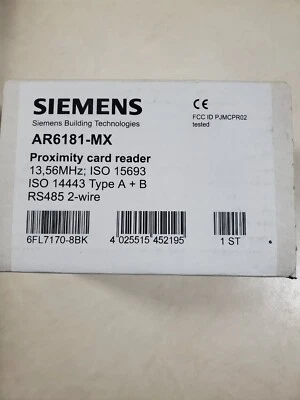 SIEMENS
Siemens Building Technologies
CE
FCC ID PJMCPR02
tested
AR6181-MX
Proximity card reader
13,56MHz; ISO 15693
ISO 14443 Type A + B
RS485 2-wire
6FL7170-8BK
4 025515 452195
1 ST